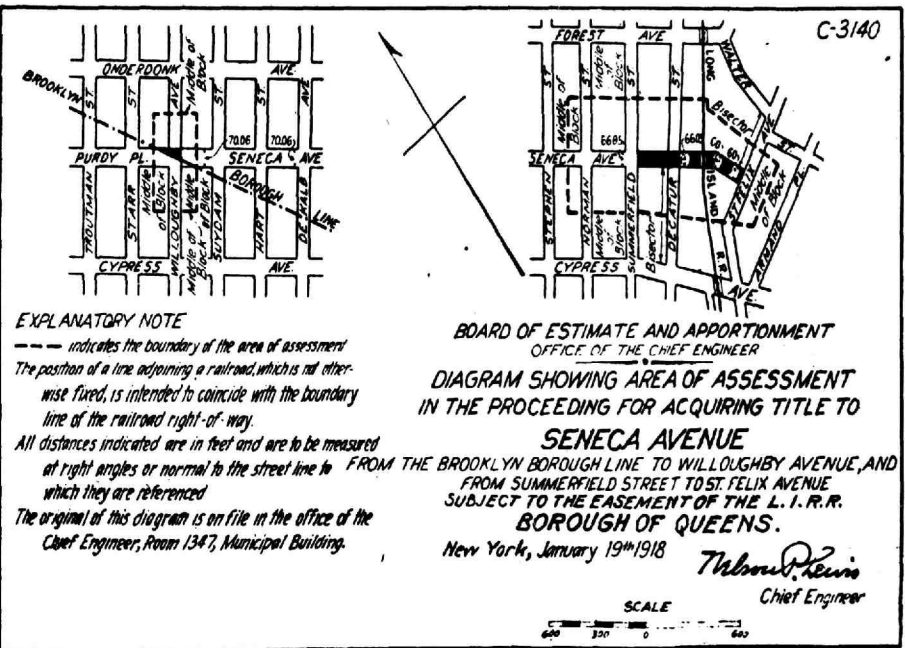 C-3140
ONDERDONK AVE.
BROOKLYN
TROUTMAN ST.
STARR ST
WILLOUGHBY AVE
SUYDAM ST.
HART ST.
DE KALB AVE
Middle of Block
Middle of Block
Middle of Block
Middle of Block
70.06
70.06
PURDY PL.
SENECA AVE
BOROUGH LINE
CYPRESS AVE.
FOREST AVE
WALTER
LONG ISLAND R.R.
Middle of Block
Middle of Block
Bisector
66.85
SENECA AVE
STEPHEN ST
NORMAN ST
SUMMERFIELD ST
DECATUR ST
ST. FELIX AVE
ARMAND PL.
Middle of Block
Middle of Block
Bisector
CYPRESS AVE.
EXPLANATORY NOTE
--- indicates the boundary of the area of assessment
The position of a line adjoining a railroad, which is not other-
wise fixed, is intended to coincide with the boundary
line of the railroad right-of-way.
All distances indicated are in feet and are to be measured
at right angles or normal to the street line to
which they are referenced
The original of this diagram is on file in the office of the
Chief Engineer, Room 1347, Municipal Building.
BOARD OF ESTIMATE AND APPORTIONMENT
OFFICE OF THE CHIEF ENGINEER
DIAGRAM SHOWING AREA OF ASSESSMENT
IN THE PROCEEDING FOR ACQUIRING TITLE TO
SENECA AVENUE
FROM THE BROOKLYN BOROUGH LINE TO WILLOUGHBY AVENUE, AND
FROM SUMMERFIELD STREET TO ST. FELIX AVENUE
SUBJECT TO THE EASEMENT OF THE L.I.R.R.
BOROUGH OF QUEENS.
New York, January 19th 1918
Nelson P. Lewis
Chief Engineer
SCALE
600 300 0 600